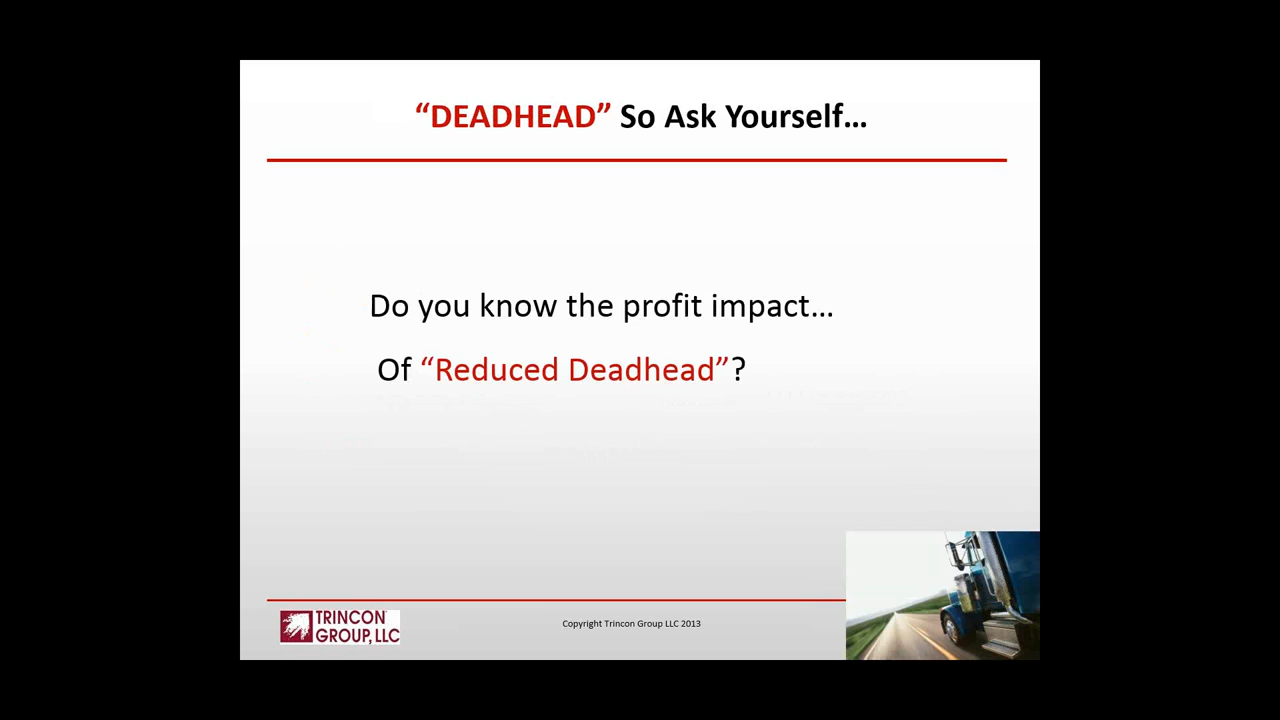 “DEADHEAD” So Ask Yourself…
Do you know the profit impact…
Of “Reduced Deadhead”?
TRINCON
GROUP, LLC
Copyright Trincon Group LLC 2013